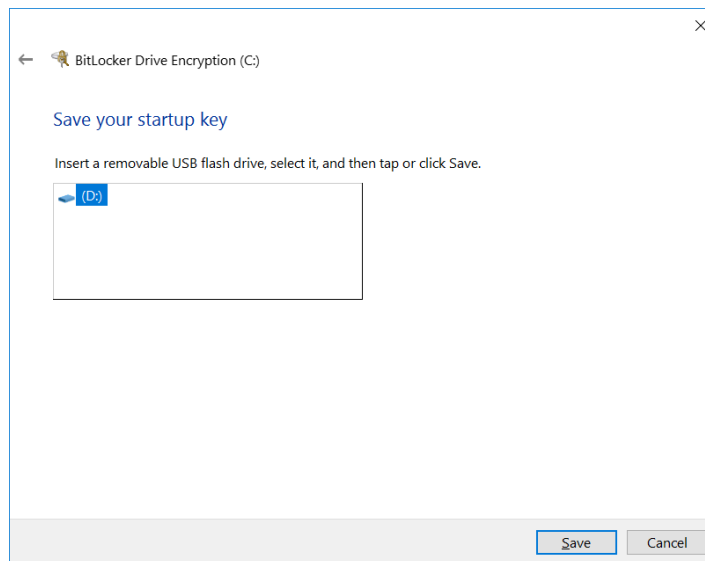 BitLocker Drive Encryption (C:)
Save your startup key
Insert a removable USB flash drive, select it, and then tap or click Save.
(D:)
Save
Cancel